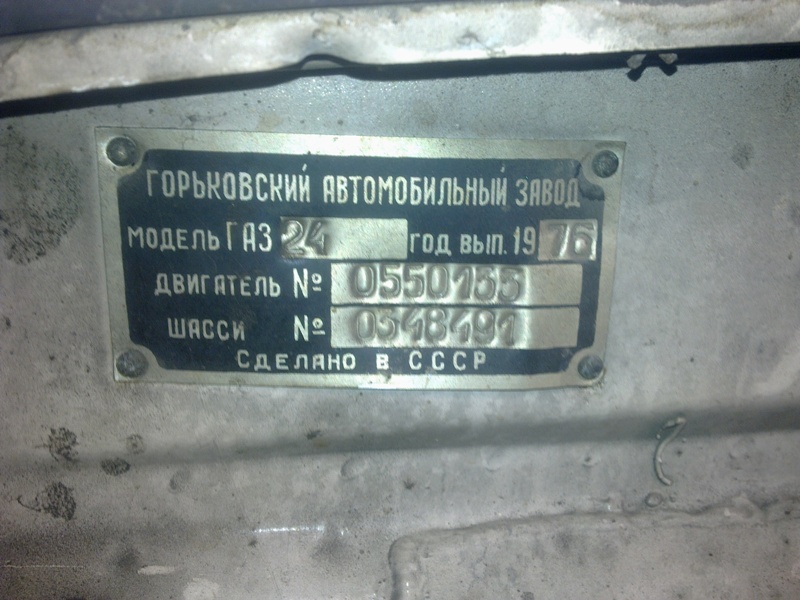 ГОРЬКОВСКИЙ АВТОМОБИЛЬНЫЙ ЗАВОД
МОДЕЛЬ ГАЗ 24 ГОД ВЫП. 1976
ДВИГАТЕЛЬ №
ШАССИ №
СДЕЛАНО В СССР